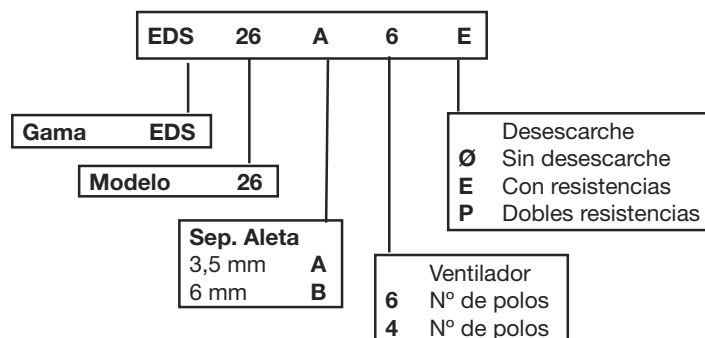 EDS 26 A 6 E
Gama EDS
Modelo 26
Sep. Aleta
3,5 mm A
6 mm B
Ventilador
6 Nº de polos
4 Nº de polos
Desescarche
Ø Sin desescarche
E Con resistencias
P Dobles resistencias